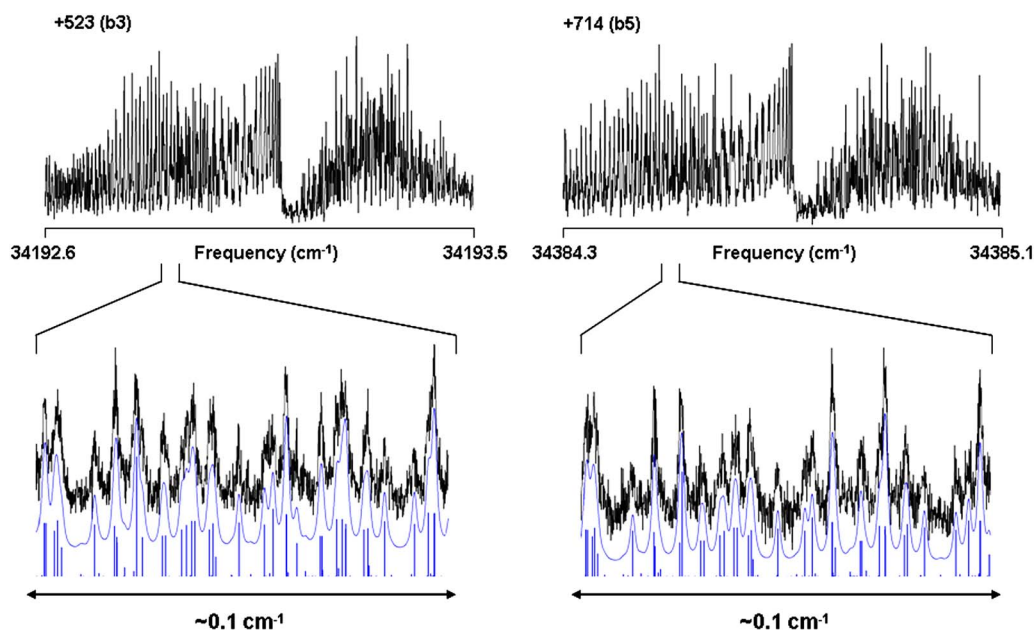 +523 (b3)
+714 (b5)
34192.6 Frequency (cm⁻¹) 34193.5
34384.3 Frequency (cm⁻¹) 34385.1
~0.1 cm⁻¹
~0.1 cm⁻¹